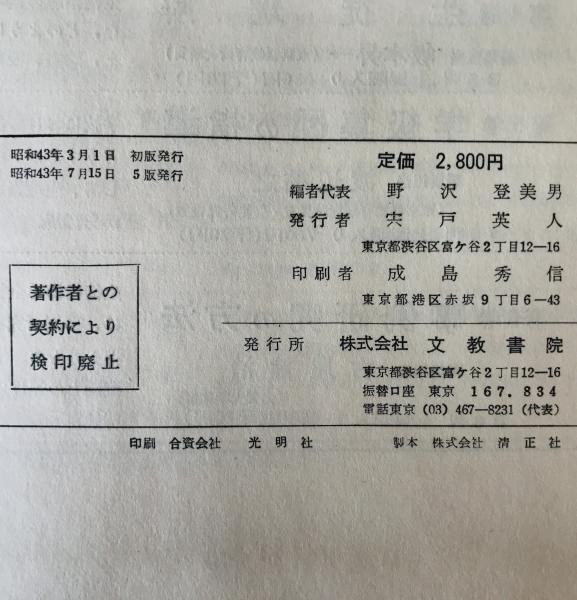 昭和43年3月1日 初版発行
昭和43年7月15日 5版発行
定価 2,800円
編者代表 野沢登美男
発行者 宍戸英人
東京都渋谷区富ケ谷2丁目12—16
印刷者 成島秀信
東京都港区赤坂9丁目6—43
著作者との
契約により
検印廃止
発行所 株式会社 文教書院
東京都渋谷区富ケ谷2丁目12—16
振替口座 東京 167.834
電話東京 (03) 467—8231 (代表)
印刷 合資会社 光明社 製本 株式会社 清正社